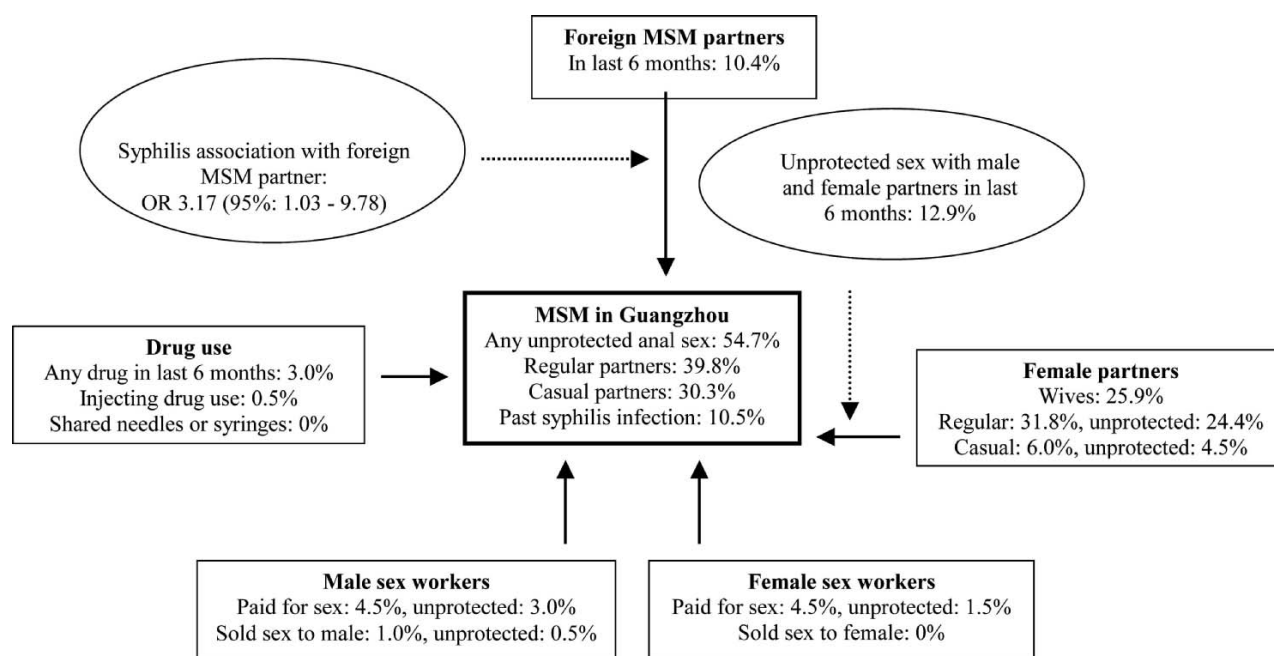 Foreign MSM partners
In last 6 months: 10.4%
Syphilis association with foreign
MSM partner:
OR 3.17 (95%: 1.03 - 9.78)
Unprotected sex with male
and female partners in last
6 months: 12.9%
MSM in Guangzhou
Any unprotected anal sex: 54.7%
Regular partners: 39.8%
Casual partners: 30.3%
Past syphilis infection: 10.5%
Drug use
Any drug in last 6 months: 3.0%
Injecting drug use: 0.5%
Shared needles or syringes: 0%
Female partners
Wives: 25.9%
Regular: 31.8%, unprotected: 24.4%
Casual: 6.0%, unprotected: 4.5%
Male sex workers
Paid for sex: 4.5%, unprotected: 3.0%
Sold sex to male: 1.0%, unprotected: 0.5%
Female sex workers
Paid for sex: 4.5%, unprotected: 1.5%
Sold sex to female: 0%